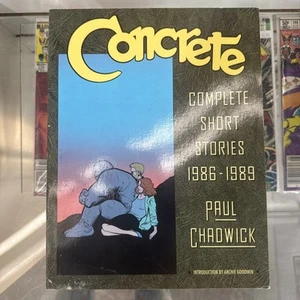 Concrete
COMPLETE
SHORT
STORIES
1986-1989
PAUL
CHADWICK
INTRODUCTION BY ARCHIE GOODWIN